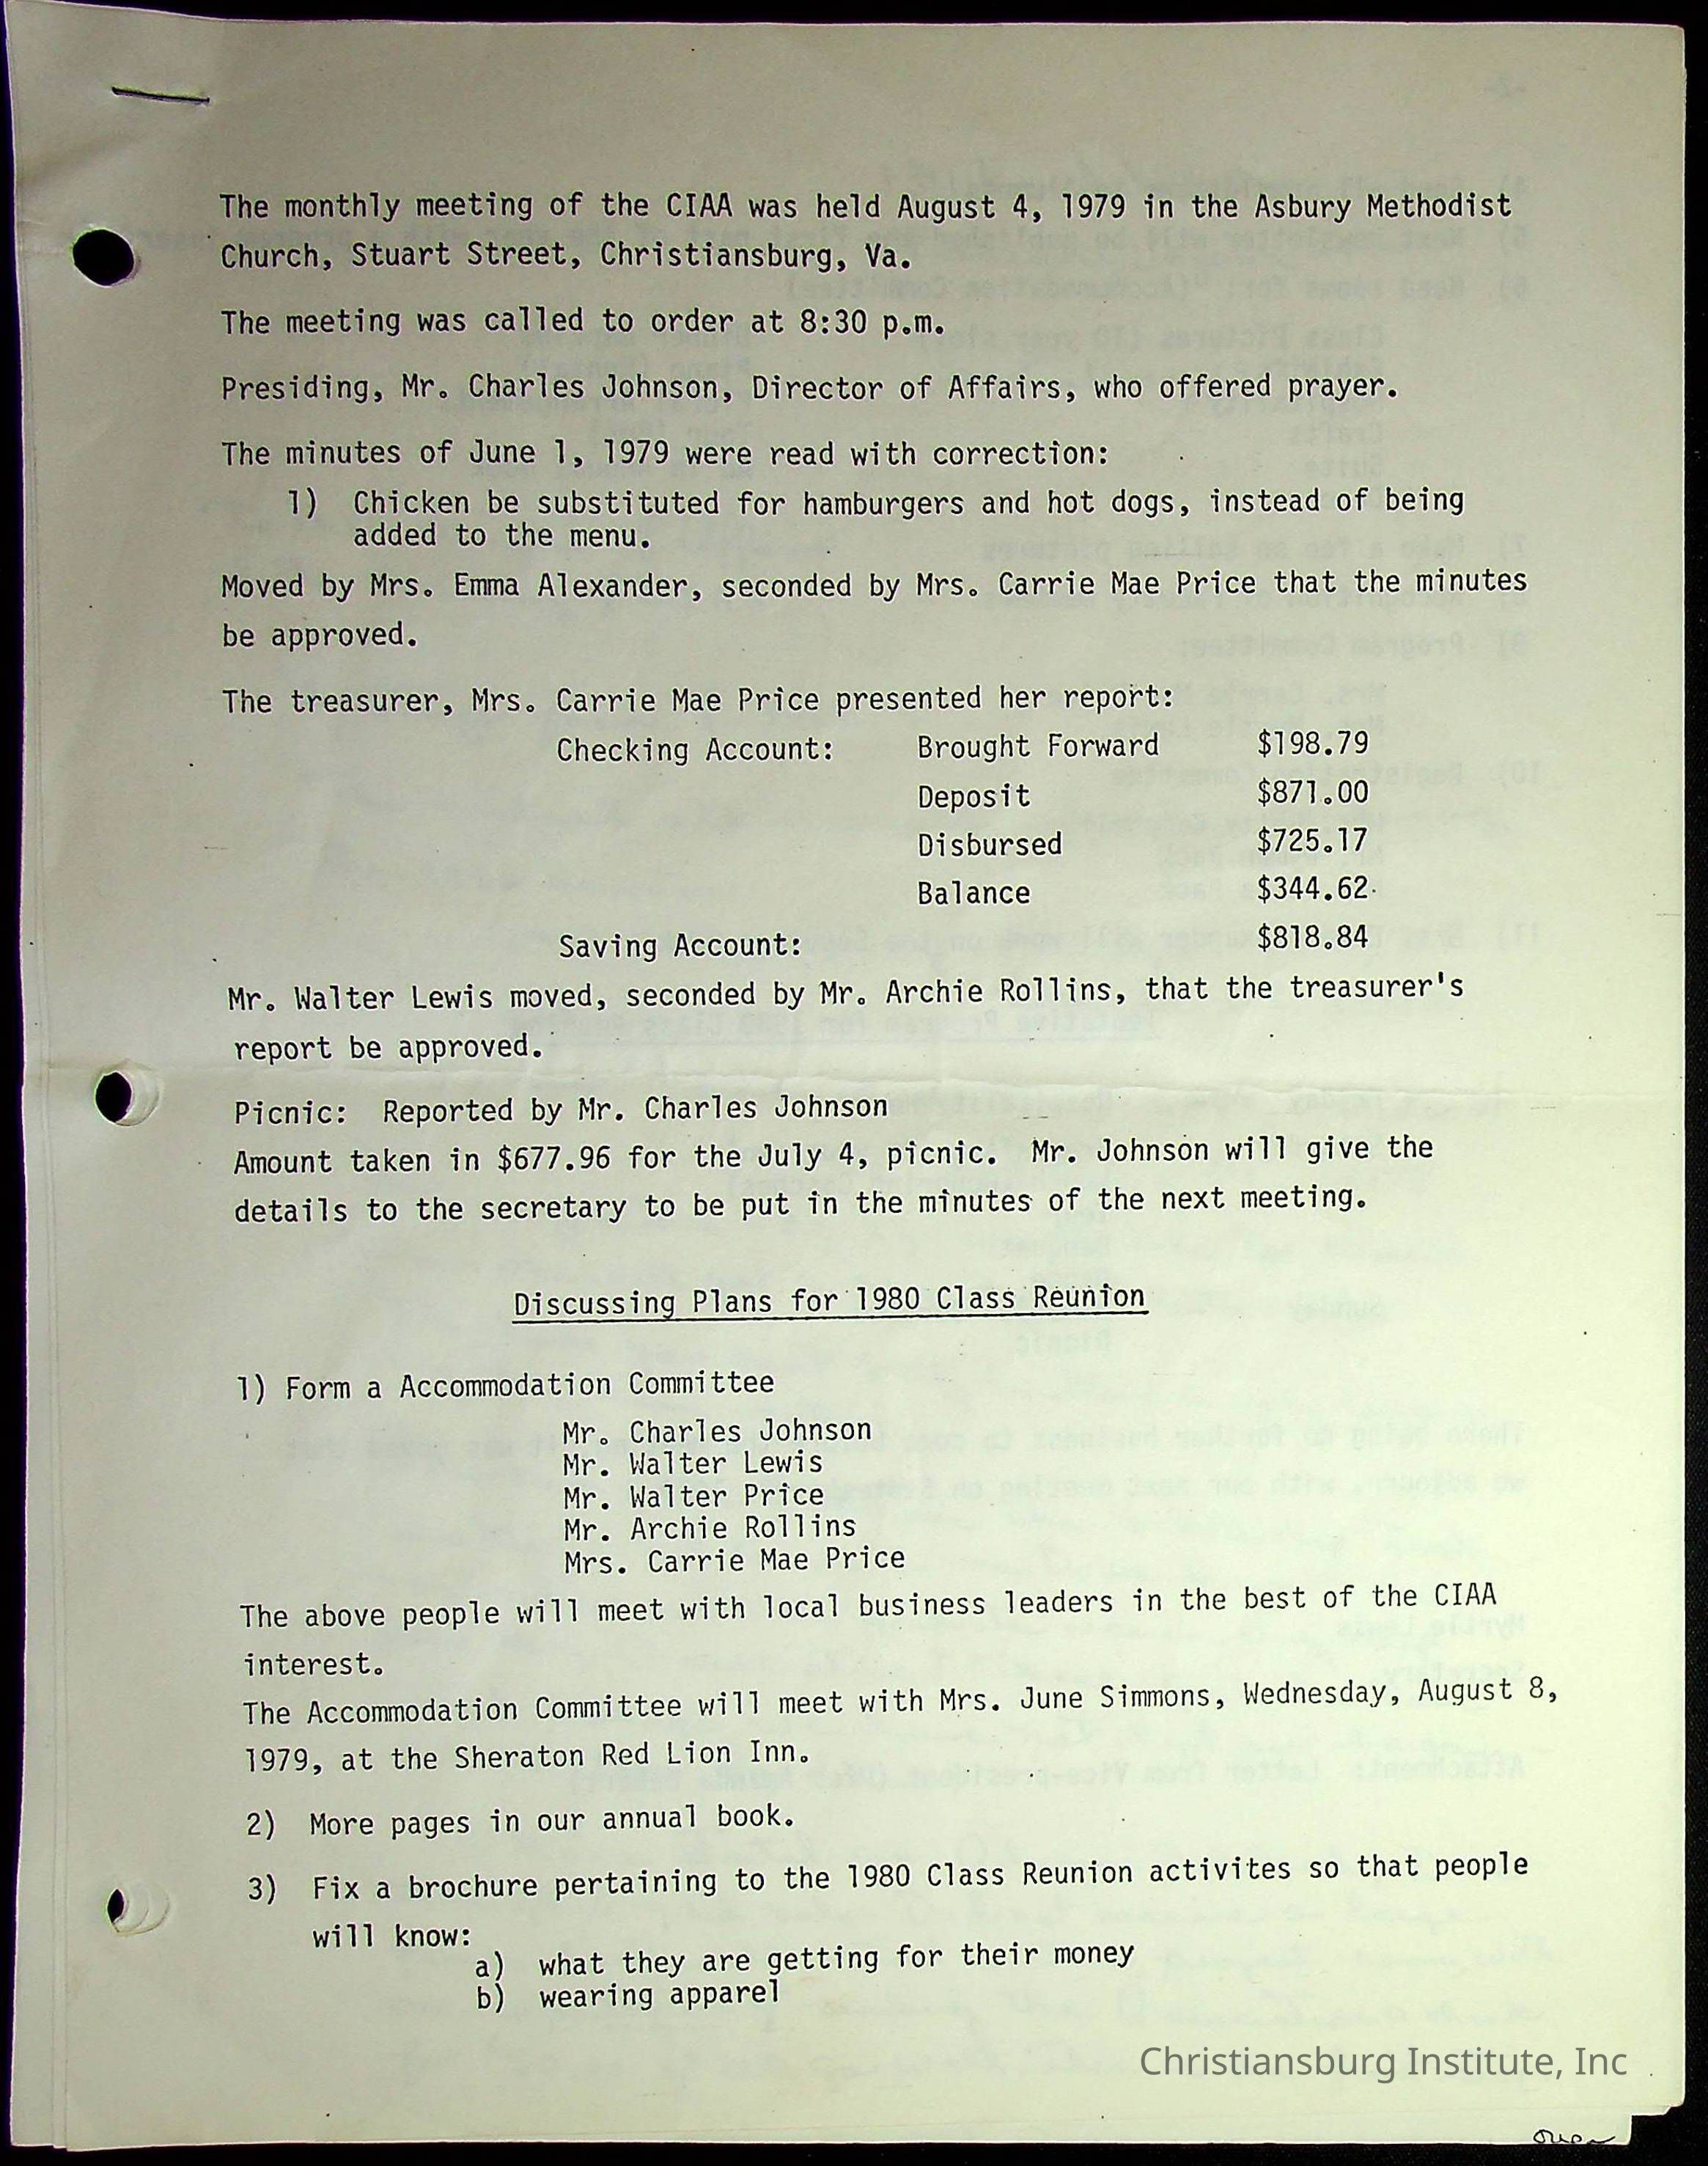 The monthly meeting of the CIAA was held August 4, 1979 in the Asbury Methodist
Church, Stuart Street, Christiansburg, Va.
The meeting was called to order at 8:30 p.m.
Presiding, Mr. Charles Johnson, Director of Affairs, who offered prayer.
The minutes of June 1, 1979 were read with correction:
1) Chicken be substituted for hamburgers and hot dogs, instead of being
added to the menu.
Moved by Mrs. Emma Alexander, seconded by Mrs. Carrie Mae Price that the minutes
be approved.
The treasurer, Mrs. Carrie Mae Price presented her report:
Checking Account: Brought Forward $198.79
Deposit $871.00
Disbursed $725.17
Balance $344.62
Saving Account: $818.84
Mr. Walter Lewis moved, seconded by Mr. Archie Rollins, that the treasurer's
report be approved.
Picnic: Reported by Mr. Charles Johnson
Amount taken in $677.96 for the July 4, picnic. Mr. Johnson will give the
details to the secretary to be put in the minutes of the next meeting.
Discussing Plans for 1980 Class Reunion
1) Form a Accommodation Committee
Mr. Charles Johnson
Mr. Walter Lewis
Mr. Walter Price
Mr. Archie Rollins
Mrs. Carrie Mae Price
The above people will meet with local business leaders in the best of the CIAA
interest.
The Accommodation Committee will meet with Mrs. June Simmons, Wednesday, August 8,
1979, at the Sheraton Red Lion Inn.
2) More pages in our annual book.
3) Fix a brochure pertaining to the 1980 Class Reunion activites so that people
will know:
a) what they are getting for their money
b) wearing apparel
Christiansburg Institute, Inc
over